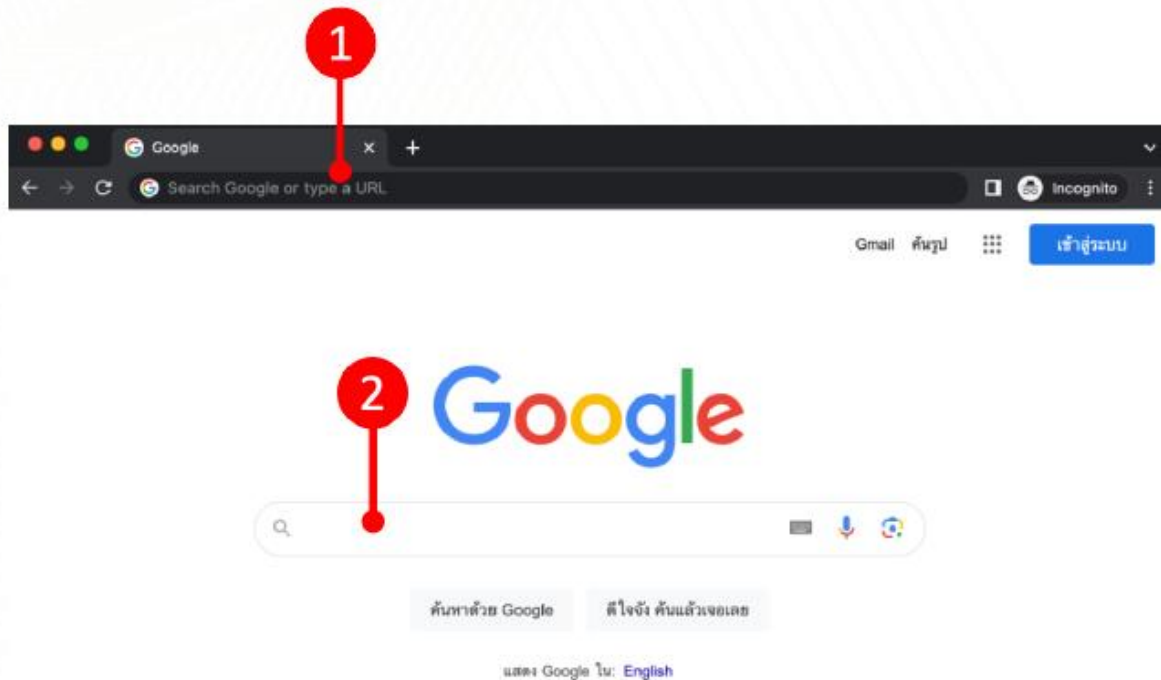 1
Google
Search Google or type a URL
Incognito
Gmail ค้นรูป
เข้าสู่ระบบ
2
Google
ค้นหาด้วย Google
ดีใจจัง ค้นแล้วเจอเลย
แสดง Google ใน: English